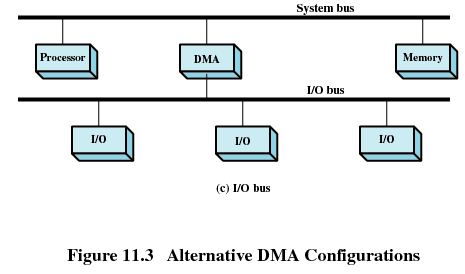 System bus
Processor
DMA
Memory
I/O bus
I/O
I/O
I/O
(c) I/O bus
Figure 11.3 Alternative DMA Configurations